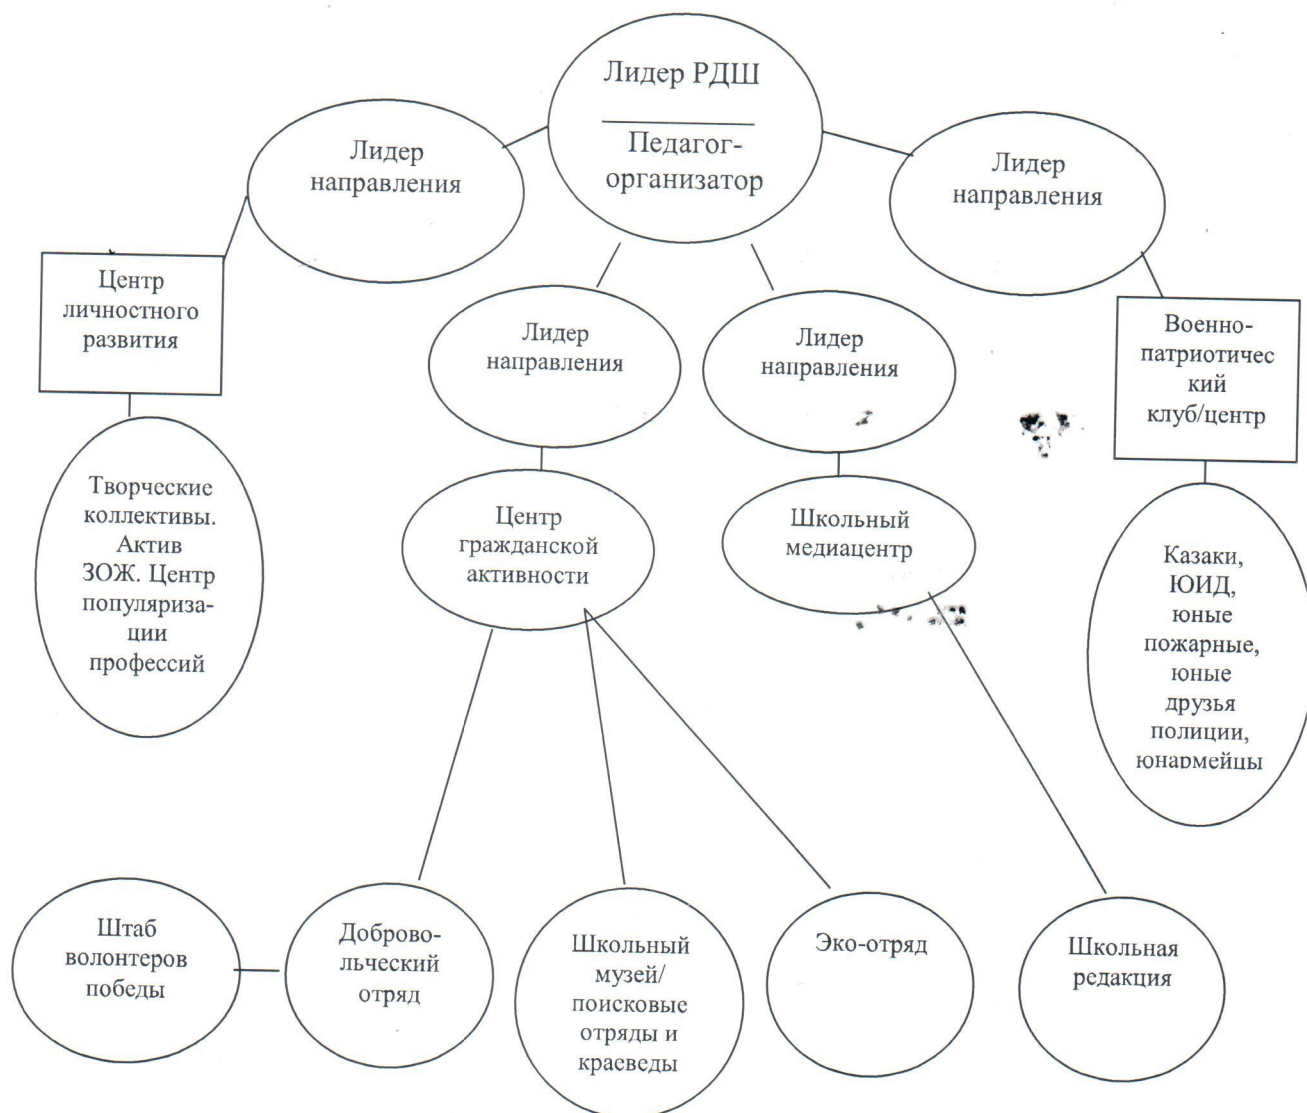 Лидер РДШ
Педагог-
организатор
Лидер
направления
Лидер
направления
Центр
личностного
развития
Лидер
направления
Лидер
направления
Военно-
патриотичес
кий
клуб/центр
Творческие
коллективы.
Актив
ЗОЖ. Центр
популяриза-
ции
профессий
Центр
гражданской
активности
Школьный
медиацентр
Казаки,
ЮИД,
юные
пожарные,
юные
друзья
полиции,
юнармейцы
Штаб
волонтеров
победы
Доброво-
льческий
отряд
Школьный
музей/
поисковые
отряды и
краеведы
Эко-отряд
Школьная
редакция